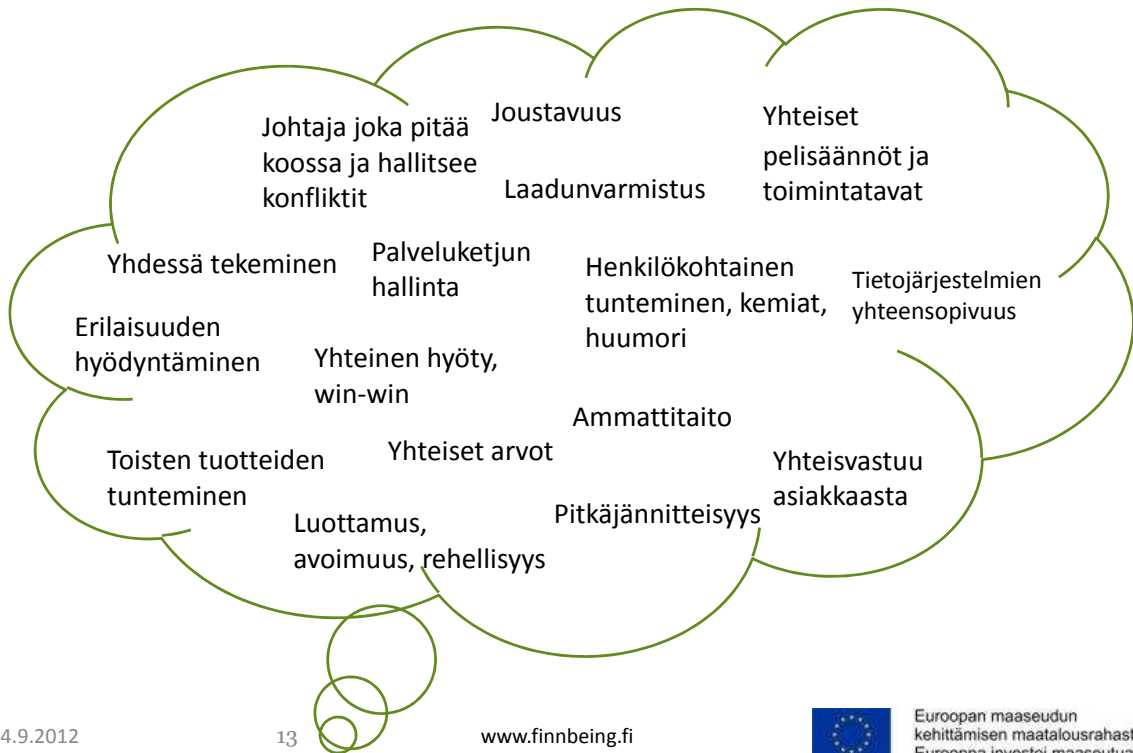 Johtaja joka pitää
koossa ja hallitsee
konfliktit
Joustavuus
Laadunvarmistus
Yhteiset
pelisäännöt ja
toimintatavat
Yhdessä tekeminen
Palveluketjun
hallinta
Henkilökohtainen
tunteminen, kemiat,
huumori
Tietojärjestelmien
yhteensopivuus
Erilaisuuden
hyödyntäminen
Yhteinen hyöty,
win-win
Ammattitaito
Toisten tuotteiden
tunteminen
Yhteiset arvot
Yhteisvastuu
asiakkaasta
Luottamus,
avoimuus, rehellisyys
Pitkäjännitteisyys
4.9.2012
13
www.finnbeing.fi
Euroopan maaseudun
kehittämisen maatalousrahast